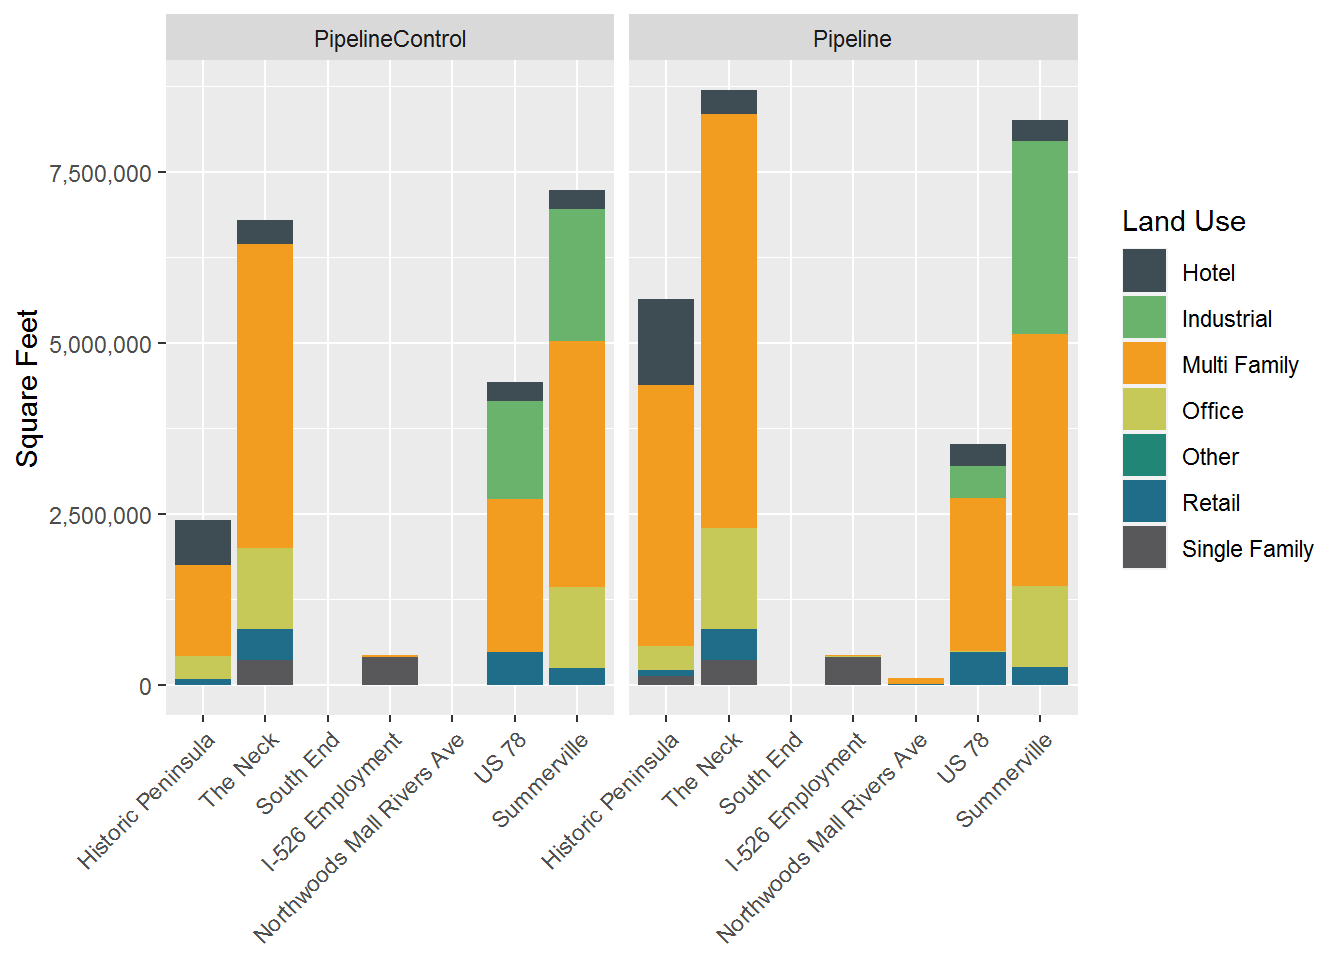 PipelineControl
Pipeline
Square Feet
7,500,000
5,000,000
2,500,000
0
Historic Peninsula
The Neck
South End
I-526 Employment
Northwoods Mall Rivers Ave
US 78
Summerville
Historic Peninsula
The Neck
South End
I-526 Employment
Northwoods Mall Rivers Ave
US 78
Summerville
Land Use
Hotel
Industrial
Multi Family
Office
Other
Retail
Single Family